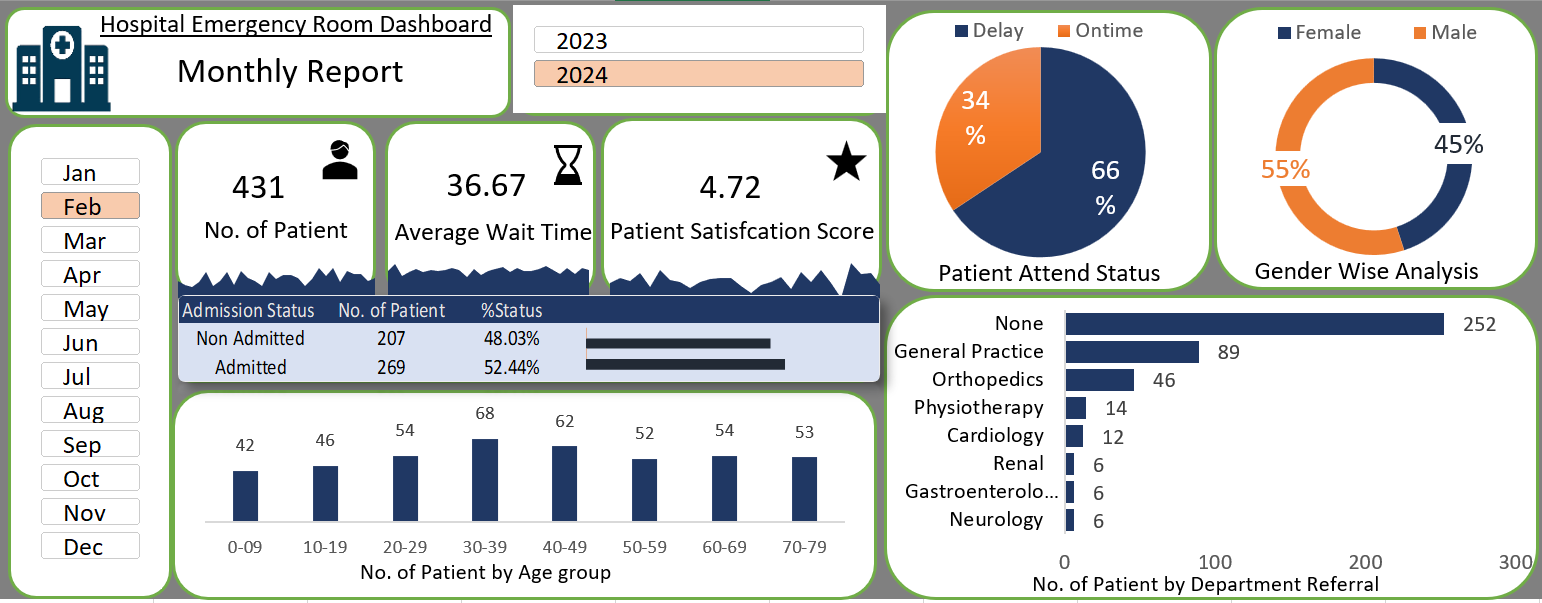 Hospital Emergency Room Dashboard
Monthly Report
2023
2024
Jan
Feb
Mar
Apr
May
Jun
Jul
Aug
Sep
Oct
Nov
Dec
431
No. of Patient
36.67
Average Wait Time
4.72
Patient Satisfcation Score
Admission Status No. of Patient %Status
Non Admitted 207 48.03%
Admitted 269 52.44%
42 46 54 68 62 52 54 53
0-09 10-19 20-29 30-39 40-49 50-59 60-69 70-79
No. of Patient by Age group
Delay Ontime
34
%
66
%
Patient Attend Status
Female Male
45%
55%
Gender Wise Analysis
None 252
General Practice 89
Orthopedics 46
Physiotherapy 14
Cardiology 12
Renal 6
Gastroenterolo... 6
Neurology 6
0 100 200 300
No. of Patient by Department Referral